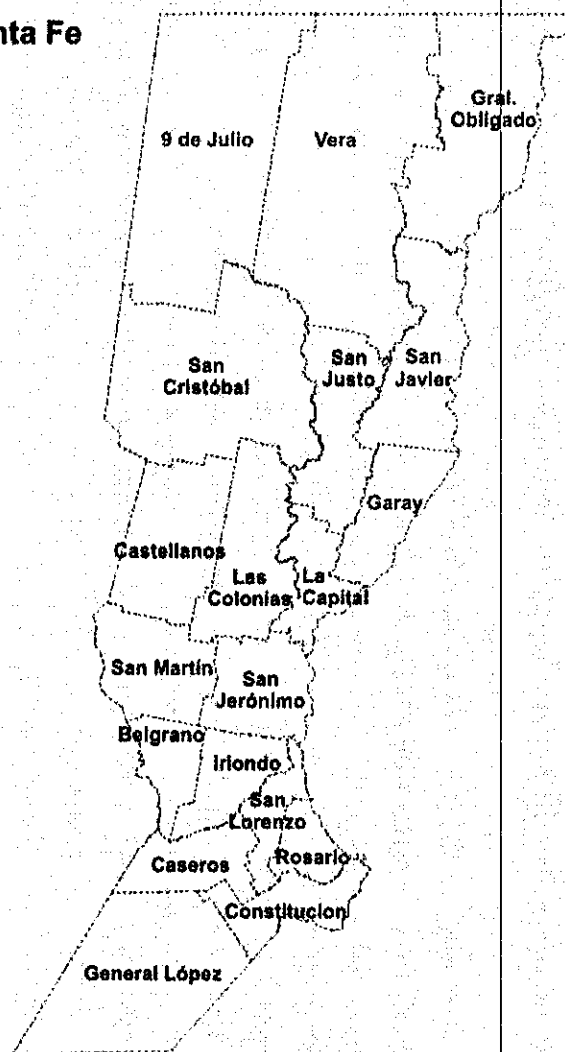 nta Fe
Gral.
Obligado
9 de Julio
Vera
San
Cristóbal
San
Justo
San
Javier
Garay
Castellanos
Las
Colonias
La
Capital
San Martín
San
Jerónimo
Belgrano
Iriondo
San
Lorenzo
Caseros
Rosario
Constitucion
General López